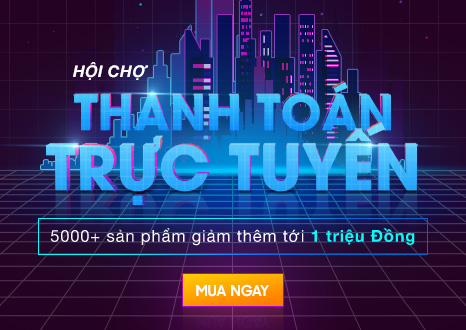 HỘI CHỢ
THANH TOÁN
TRỰC TUYẾN
5000+ sản phẩm giảm thêm tới 1 triệu Đồng
MUA NGAY